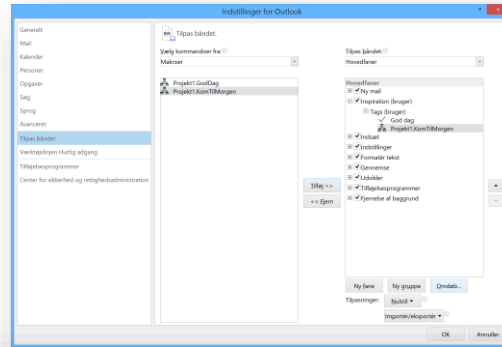 Indstillinger for Outlook
Generelt
Mail
Kalender
Personer
Opgaver
Søg
Sprog
Avanceret
Tilpas båndet
Værktøjslinjen Hurtig adgang
Tilføjelsesprogrammer
Center for sikkerhed og rettighedsadministration
Tilpas båndet.
Vælg kommandoer fra:
Makroer
Projekt1.GodDag
Projekt1.KomTilMorgen
Tilføj >>
<< Fjern
Tilpas båndet:
Hovedfaner
Hovedfaner
Ny mail
Inspiration (bruger)
Tags (bruger)
God dag
Projekt1.KomTilMorgen
Indsæt
Indstillinger
Formatér tekst
Gennemse
Udvikler
Tilføjelsesprogrammer
Fjernelse af baggrund
Ny fane
Ny gruppe
Omdøb...
Tilpasninger:
Nulstil
Importér/eksportér
OK
Annuller